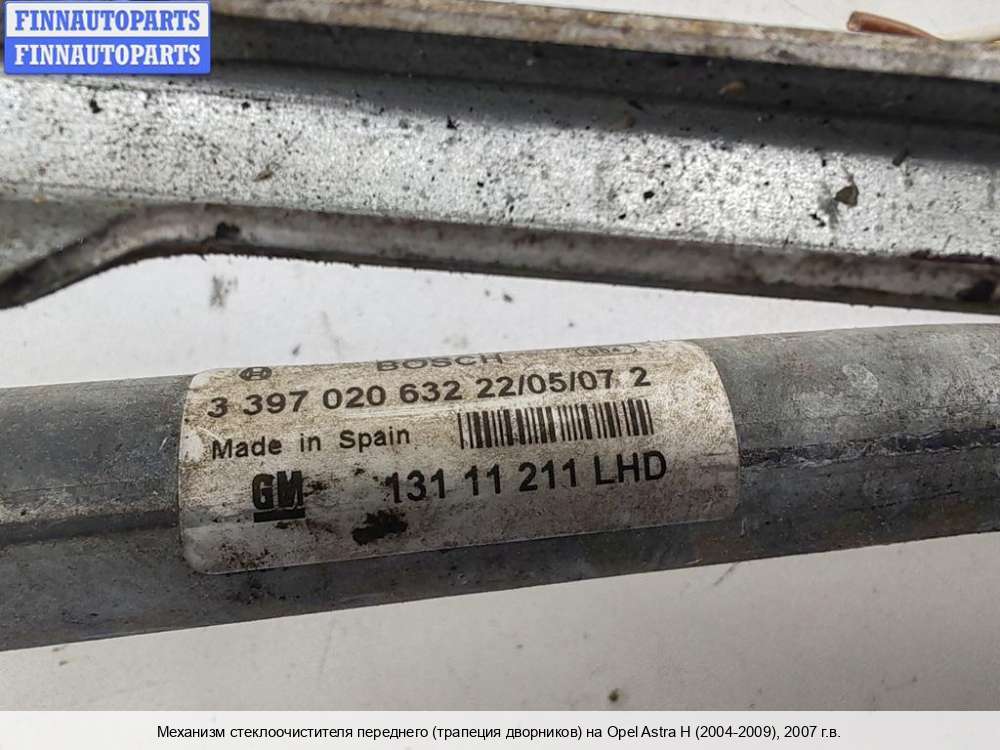 FINNAUTOPARTS
FINNAUTOPARTS
BOSCH
3 397 020 632 22/05/07 2
Made in Spain
GM 131 11 211 LHD
Механизм стеклоочистителя переднего (трапеция дворников) на Opel Astra H (2004-2009), 2007 г.в.